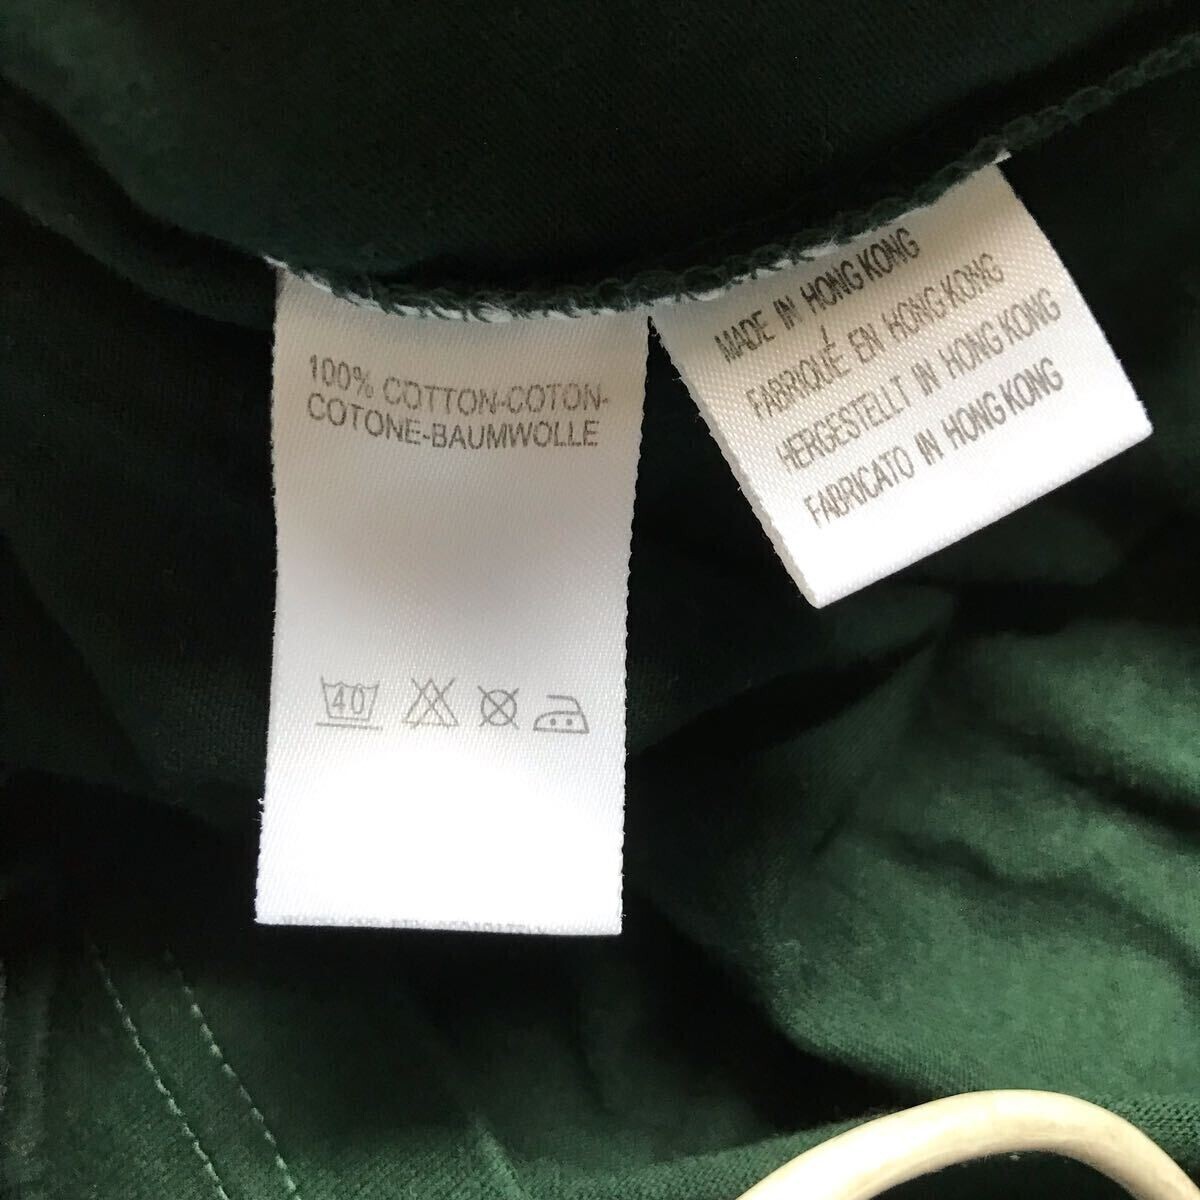 100% COTTON-COTON-
COTONE-BAUMWOLLE
40
MADE IN HONG KONG
FABRIQUÉ EN HONG KONG
HERGESTELLT IN HONG KONG
FABRICATO IN HONG KONG